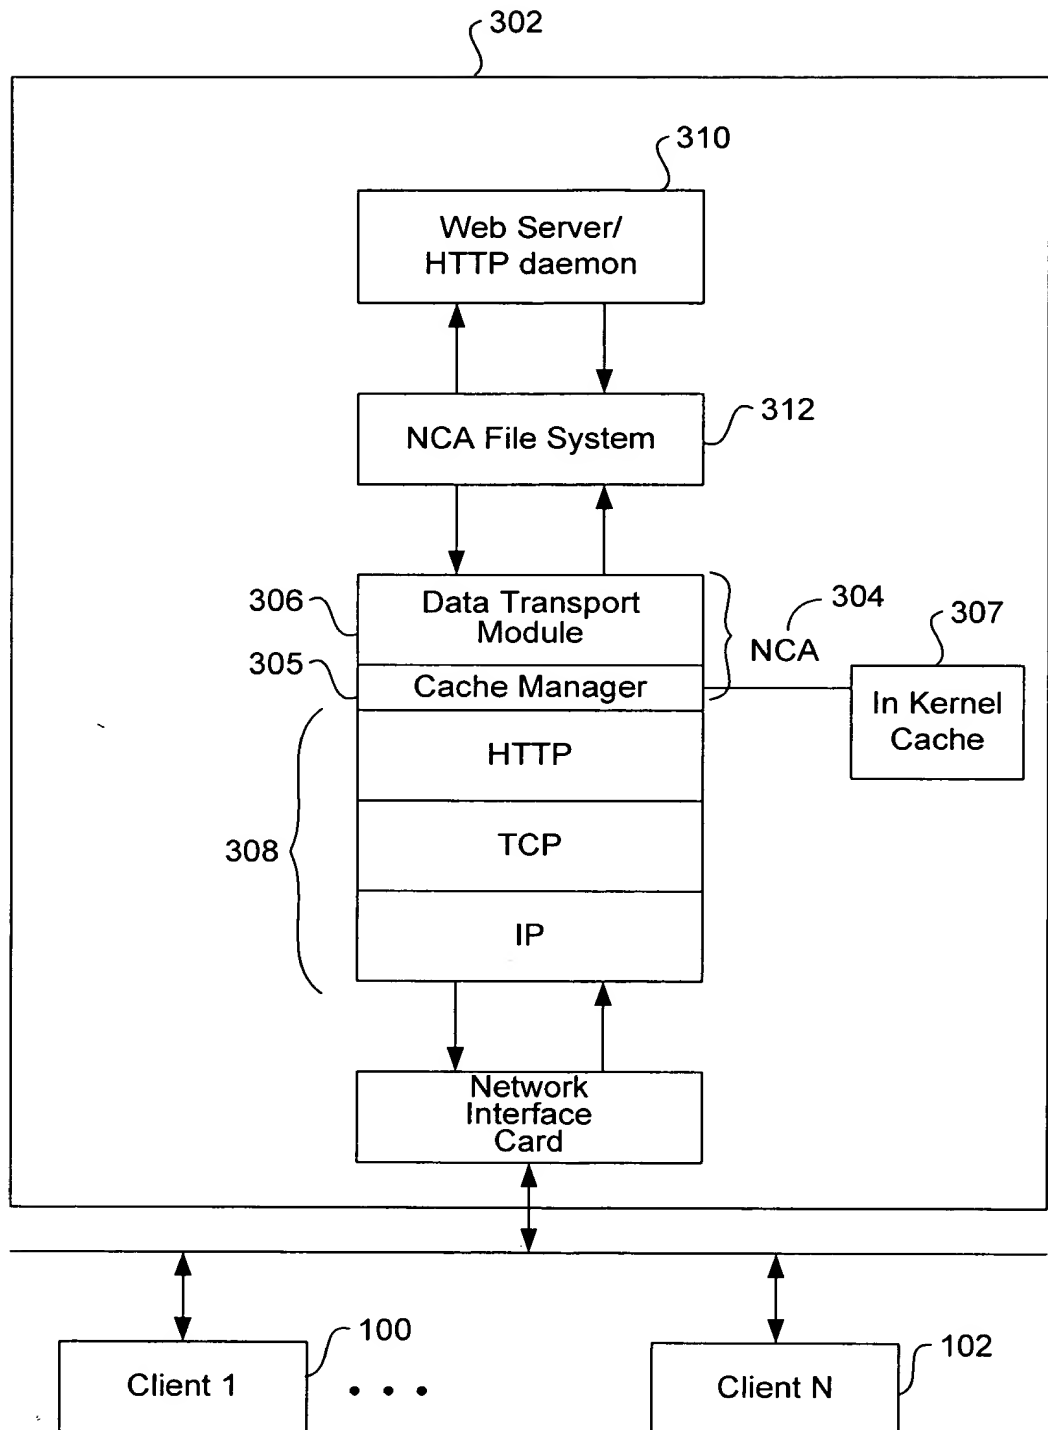 302
310
Web Server/
HTTP daemon
312
NCA File System
306
Data Transport
Module
304
NCA
307
305
Cache Manager
In Kernel
Cache
HTTP
308
TCP
IP
Network
Interface
Card
100
Client 1
• • •
102
Client N